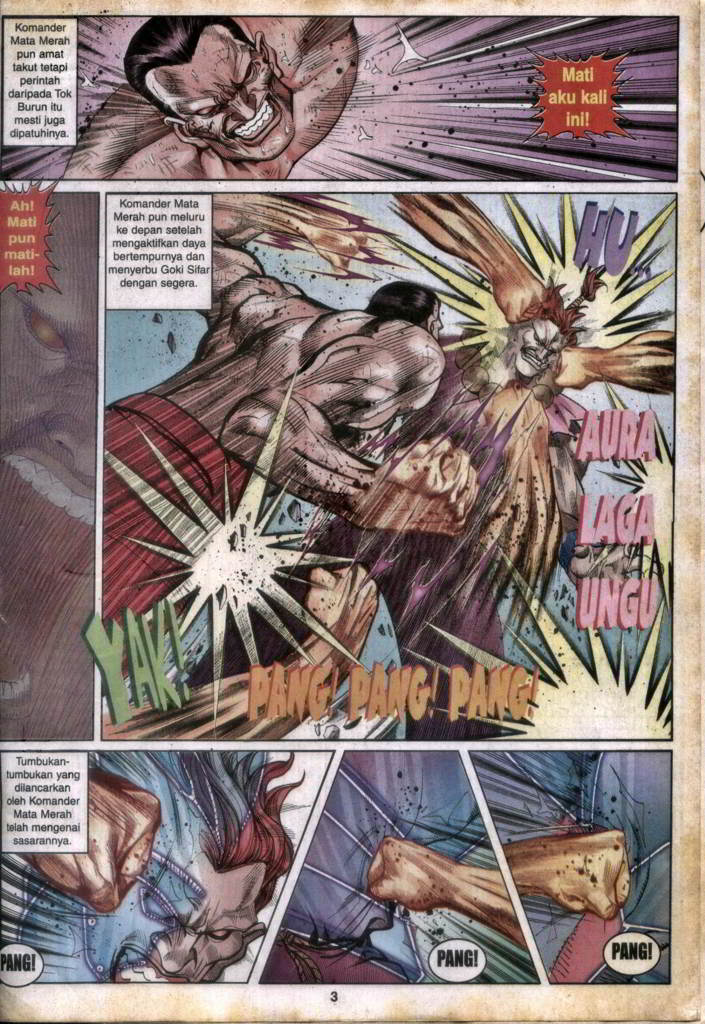 Komander
Mata Merah
pun amat
takut tetapi
perintah
daripada Tok
Burun itu
mesti juga
dipatuhinya.
Mati
aku kali
ini!
Ah!
Mati
pun
mati-
lah!
Komander Mata
Merah pun meluru
ke depan setelah
mengaktifkan daya
bertempurnya dan
menyerbu Goki Sifar
dengan segera.
HU..
AURA
LAGA
UNGU
YAK!
PANG! PANG! PANG!
Tumbukan-
tumbukan yang
dilancarkan
oleh Komander
Mata Merah
telah mengenai
sasarannya.
PANG!
PANG!
PANG!
3